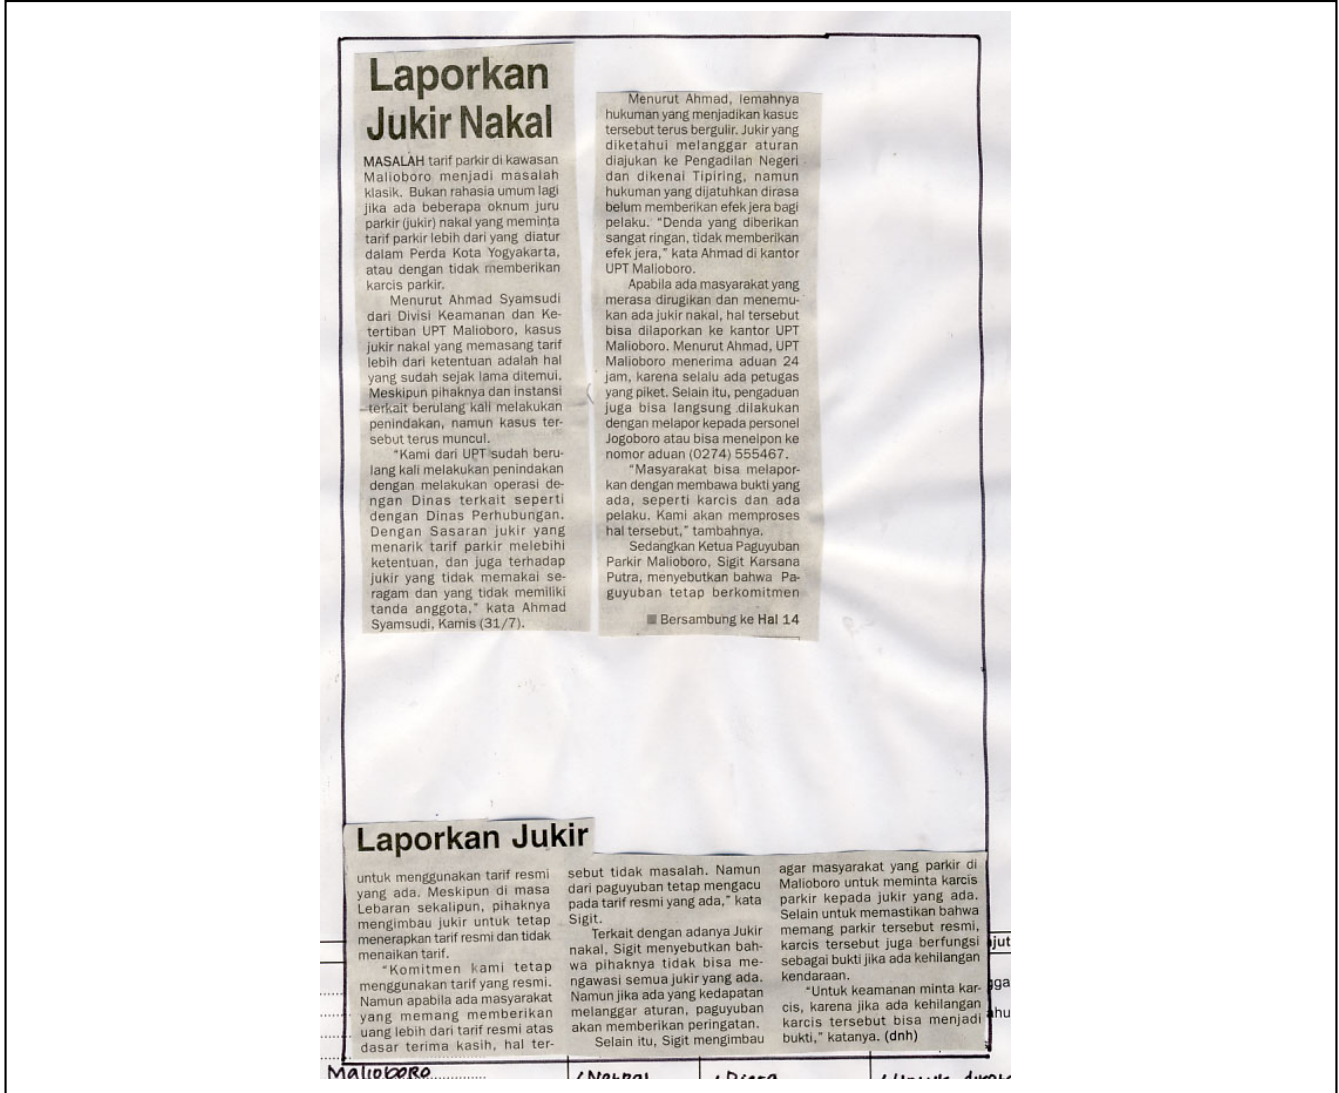 Laporkan
Jukir Nakal
MASALAH tarif parkir di kawasan
Malioboro menjadi masalah
klasik. Bukan rahasia umum lagi
jika ada beberapa oknum juru
parkir (jukir) nakal yang meminta
tarif parkir lebih dari yang diatur
dalam Perda Kota Yogyakarta,
atau dengan tidak memberikan
karcis parkir.
Menurut Ahmad Syamsudi
dari Divisi Keamanan dan Ke-
tertiban UPT Malioboro, kasus
jukir nakal yang memasang tarif
lebih dari ketentuan adalah hal
yang sudah sejak lama ditemui.
Meskipun pihaknya dan instansi
terkait berulang kali melakukan
penindakan, namun kasus ter-
sebut terus muncul.
"Kami dari UPT sudah beru-
lang kali melakukan penindakan
dengan melakukan operasi de-
ngan Dinas terkait seperti
dengan Dinas Perhubungan.
Dengan Sasaran jukir yang
menarik tarif parkir melebihi
ketentuan, dan juga terhadap
jukir yang tidak memakai se-
ragam dan yang tidak memiliki
tanda anggota," kata Ahmad
Syamsudi, Kamis (31/7).
Menurut Ahmad, lemahnya
hukuman yang menjadikan kasus
tersebut terus bergulir. Jukir yang
diketahui melanggar aturan
diajukan ke Pengadilan Negeri
dan dikenai Tipiring, namun
hukuman yang dijatuhkan dirasa
belum memberikan efek jera bagi
pelaku. "Denda yang diberikan
sangat ringan, tidak memberikan
efek jera," kata Ahmad di kantor
UPT Malioboro.
Apabila ada masyarakat yang
merasa dirugikan dan menemu-
kan ada jukir nakal, hal tersebut
bisa dilaporkan ke kantor UPT
Malioboro. Menurut Ahmad, UPT
Malioboro menerima aduan 24
jam, karena selalu ada petugas
yang piket. Selain itu, pengaduan
juga bisa langsung dilakukan
dengan melapor kepada personel
Jogoboro atau bisa menelpon ke
nomor aduan (0274) 555467.
"Masyarakat bisa melapor-
kan dengan membawa bukti yang
ada, seperti karcis dan ada
pelaku. Kami akan memproses
hal tersebut," tambahnya.
Sedangkan Ketua Paguyuban
Parkir Malioboro, Sigit Karsana
Putra, menyebutkan bahwa Pa-
guyuban tetap berkomitmen
Bersambung ke Hal 14
Laporkan Jukir
untuk menggunakan tarif resmi
yang ada. Meskipun di masa
Lebaran sekalipun, pihaknya
mengimbau jukir untuk tetap
menerapkan tarif resmi dan tidak
menaikan tarif.
"Komitmen kami tetap
menggunakan tarif yang resmi.
Namun apabila ada masyarakat
yang memang memberikan
uang lebih dari tarif resmi atas
dasar terima kasih, hal ter-
sebut tidak masalah. Namun
dari paguyuban tetap mengacu
pada tarif resmi yang ada," kata
Sigit.
Terkait dengan adanya Jukir
nakal, Sigit menyebutkan bah-
wa pihaknya tidak bisa me-
ngawasi semua jukir yang ada.
Namun jika ada yang kedapatan
melanggar aturan, paguyuban
akan memberikan peringatan.
Selain itu, Sigit mengimbau
agar masyarakat yang parkir di
Malioboro untuk meminta karcis
parkir kepada jukir yang ada.
Selain untuk memastikan bahwa
memang parkir tersebut resmi,
karcis tersebut juga berfungsi
sebagai bukti jika ada kehilangan
kendaraan.
"Untuk keamanan minta kar-
cis, karena jika ada kehilangan
karcis tersebut bisa menjadi
bukti," katanya. (dnh)
Malioboro